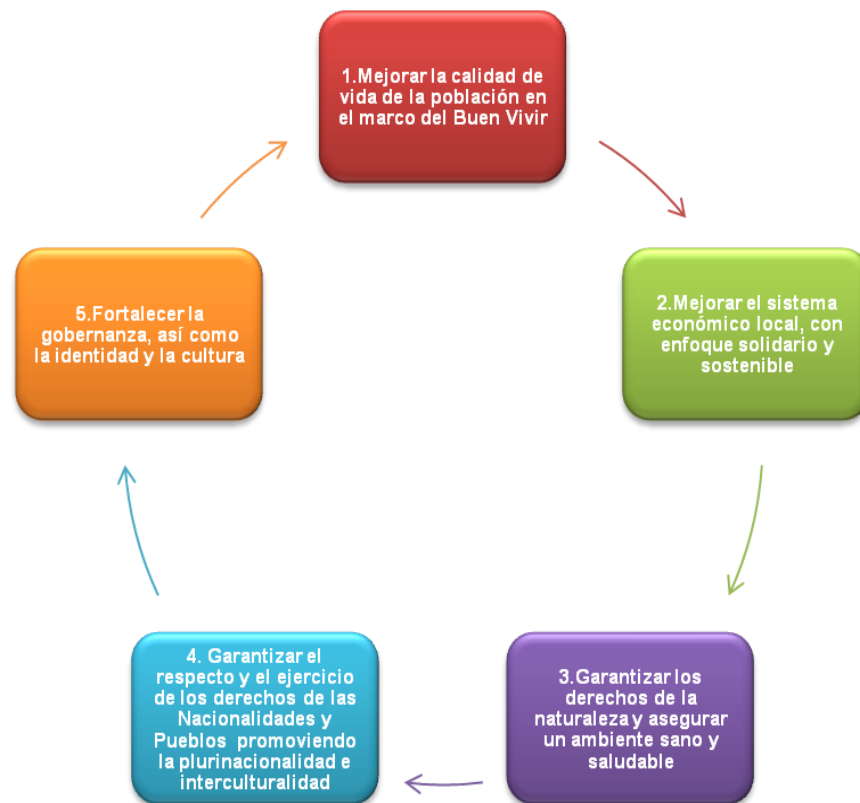 1.Mejorar la calidad de
vida de la población en
el marco del Buen Vivir
2.Mejorar el sistema
económico local, con
enfoque solidario y
sostenible
3.Garantizar los
derechos de la
naturaleza y asegurar
un ambiente sano y
saludable
4. Garantizar el
respecto y el ejercicio
de los derechos de las
Nacionalidades y
Pueblos promoviendo
la plurinacionalidad e
interculturalidad
5.Fortalecer la
gobernanza, así como
la identidad y la cultura